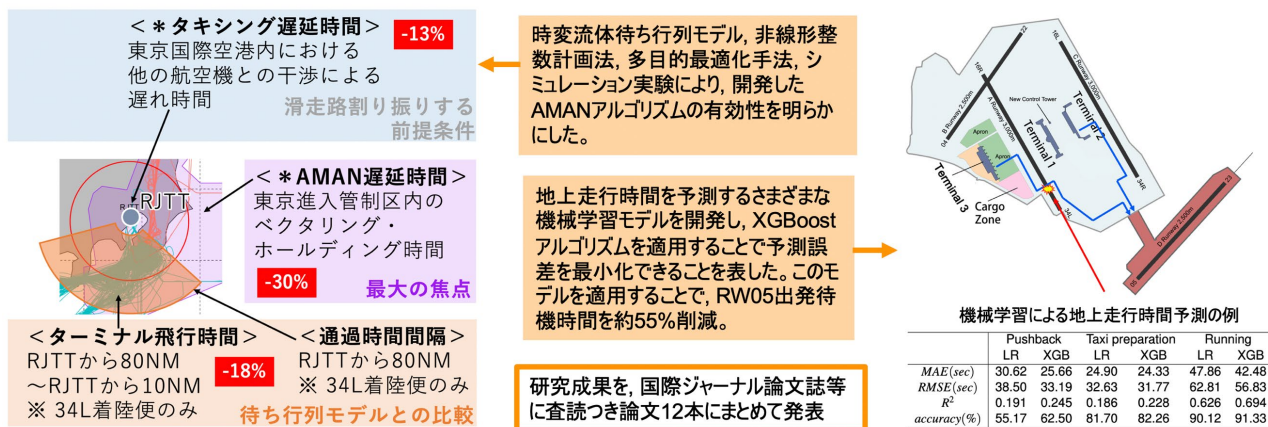 ＜＊タキシング遅延時間＞
-13%
東京国際空港内における
他の航空機との干渉による
遅れ時間
滑走路割り振りする
前提条件
RJTT
RJTT
＜＊AMAN遅延時間＞
東京進入管制区内の
ベクタリング・
ホールディング時間
-30%
最大の焦点
＜ターミナル飛行時間＞
RJTTから80NM
～RJTTから10NM
※ 34L着陸便のみ
-18%
＜通過時間間隔＞
RJTTから80NM
※ 34L着陸便のみ
待ち行列モデルとの比較
時変流体待ち行列モデル, 非線形整
数計画法, 多目的最適化手法, シ
ミュレーション実験により, 開発した
AMANアルゴリズムの有効性を明らか
にした。
地上走行時間を予測するさまざまな
機械学習モデルを開発し, XGBoost
アルゴリズムを適用することで予測誤
差を最小化できることを表した。このモ
デルを適用することで, RW05出発待
機時間を約55%削減。
研究成果を, 国際ジャーナル論文誌等
に査読つき論文12本にまとめて発表
22
16L
16R
C Runway 3,000m
B Runway 2,500m
A Runway 3,000m
New Control Tower
Terminal 2
Terminal 1
04
Apron
Apron
Terminal 3
Cargo
Zone
34R
34L
23
D Runway 2,500m
05
機械学習による地上走行時間予測の例
Pushback Taxi preparation Running
LR XGB LR XGB LR XGB
MAE(sec) 30.62 25.66 24.90 24.33 47.86 42.48
RMSE(sec) 38.50 33.19 32.63 31.77 62.81 56.83
R² 0.191 0.245 0.186 0.228 0.626 0.694
accuracy(%) 55.17 62.50 81.70 82.26 90.12 91.33